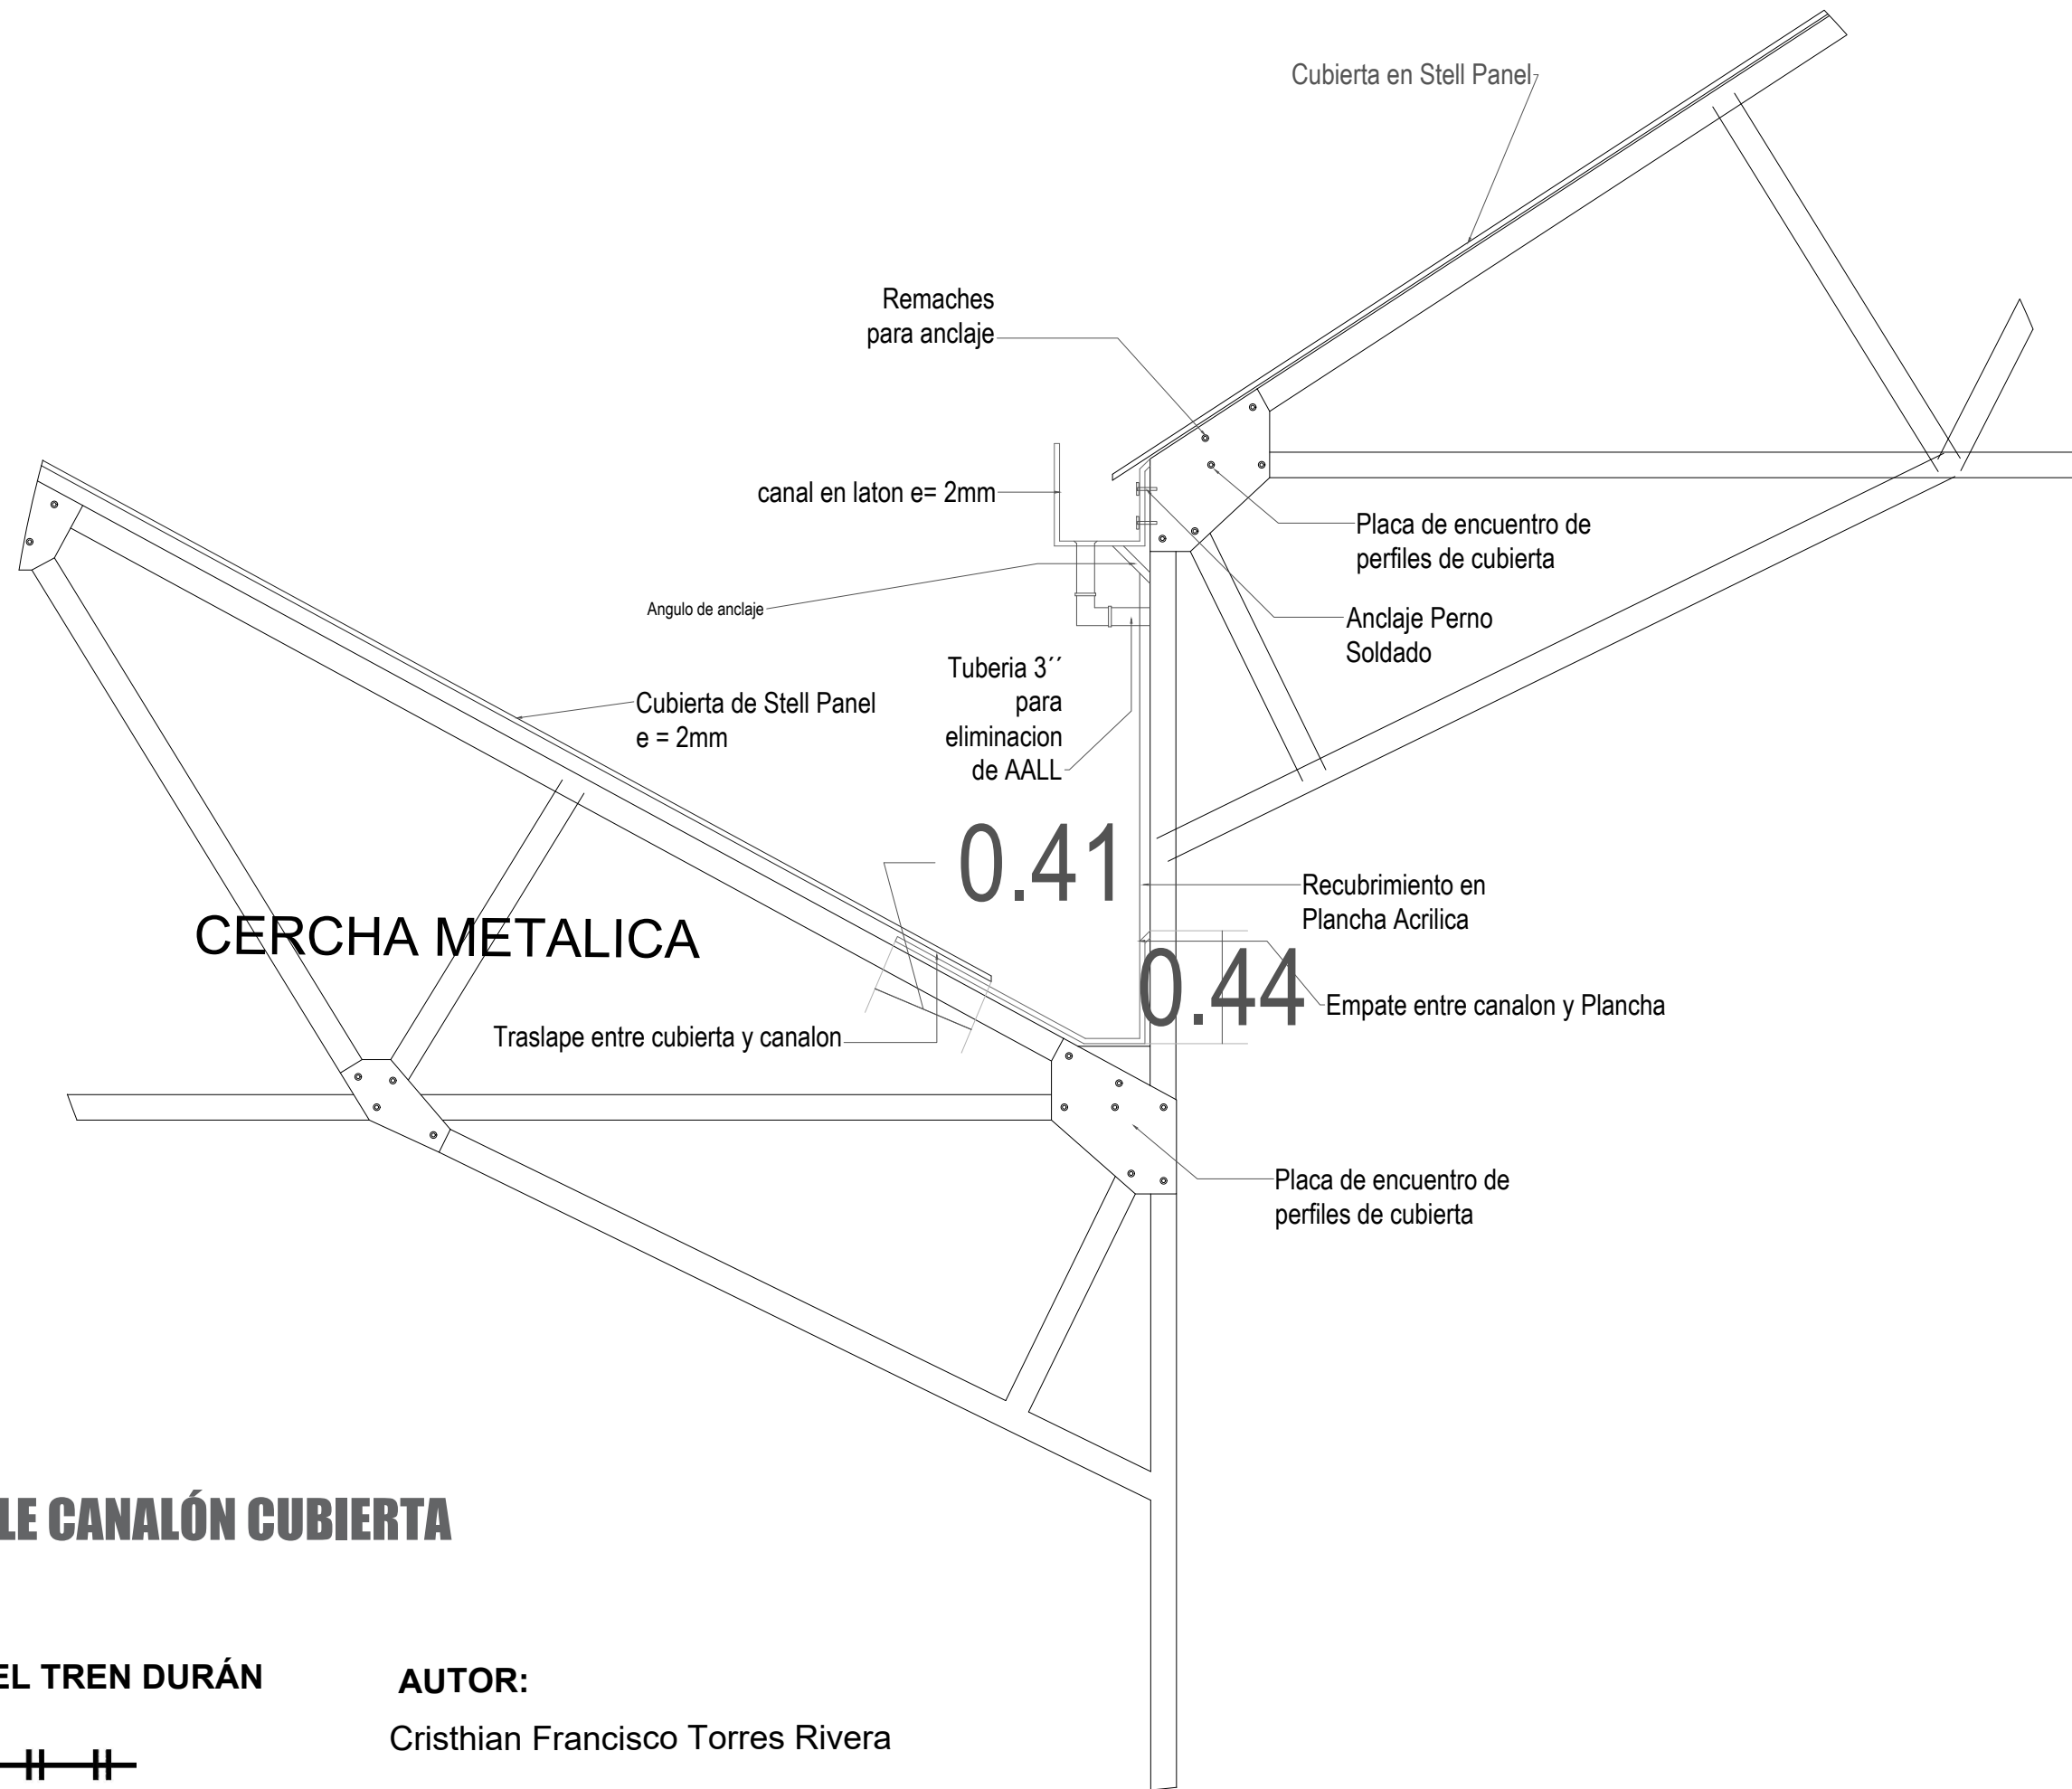 Cubierta en Stell Panel
Remaches
para anclaje
canal en laton e= 2mm
Placa de encuentro de
perfiles de cubierta
Angulo de anclaje
Anclaje Perno
Soldado
Tuberia 3´´
para
eliminacion
de AALL
Cubierta de Stell Panel
e = 2mm
0.41
Recubrimiento en
Plancha Acrilica
CERCHA METALICA
0.44
Empate entre canalon y Plancha
Traslape entre cubierta y canalon
Placa de encuentro de
perfiles de cubierta
LE CANALÓN CUBIERTA
EL TREN DURÁN
AUTOR:
Cristhian Francisco Torres Rivera